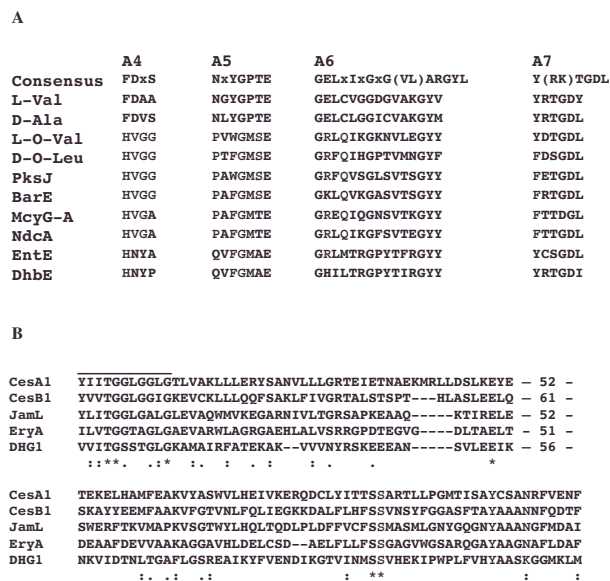 A
A4 A5 A6 A7
Consensus FDxS NxYGPTE GELxIxGxG(VL)ARGYL Y(RK)TGDL
L-Val FDAA NGYGPTE GELCVGGDGVAKGYV YRTGDY
D-Ala FDVS NLYGPTE GELCLGGICVAKGYM YRTGDL
L-O-Val HVGG PVWGMSE GRLQIKGKNVLEGYY YDTGDL
D-O-Leu HVGG PTFGMSE GRFQIHGPTVMNGYF FDSGDL
PksJ HVGG PAWGMSE GRFQVSGLSVTSGYY FETGDL
BarE HVGG PAFGMSE GKLQVKGASVTSGYY FRTGDL
McyG-A HVGA PAFGMTE GREQIQGNSVTKGYY FTTDGL
NdcA HVGA PAFGMTE GRLQIKGFSVTEGYY FTTGDL
EntE HNYA QVFGMAE GRLMTRGPYTFRGYY YCSGDL
DhbE HNYP QVFGMAE GHILTRGPYTIRGYY YRTGDI
B
CesA1 YIITGGLGGLGTLVAKLLLERYSANVLLLGRTEIETNAEKMRLLDSLKEYE – 52 -
CesB1 YVVTGGLGGIGKEVCKLLLQQFSAKLFIVGRTALSTSPT---HLASLEELQ – 61 -
JamL YLITGGLGALGLEVAQWMVKEGARNIVLTGRSAPKEAAQ-----KTIRELE – 52 -
EryA ILVTGGTAGLGAEVARWLAGRGAEHLALVSRRGPDTEGVG----DLTAELT – 51 -
DHG1 VVITGSSTGLGKAMAIRFATEKAK--VVVNYRSKEEEAN-----SVLEEIK – 56 -
::**. .:* .: . : . . *
CesA1 TEKELHAMFEAKVYASWVLHEIVKERQDCLYITTSSARTLLPGMTISAYCSANRFVENF
CesB1 SKAYYEEMFAAKVFGTVNLFQLIEGKKDALFLHFSSVNSYFGGASFTAYAAANNFQDTF
JamL SWERFTKVMAPKVSGTWYLHQLTQDLPLDFFVCFSSMASMLGNYGQGNYAAANGFMDAI
EryA DEAAFDEVVAAKAGGAVHLDELCSD--AELFLLFSSGAGVWGSARQGAYAAGNAFLDAF
DHG1 NKVIDTNLTGAFLGSREAIKYFVENDIKGTVINMSSVHEKIPWPLFVHYAASKGGMKLM
:. .: .: : ** : :